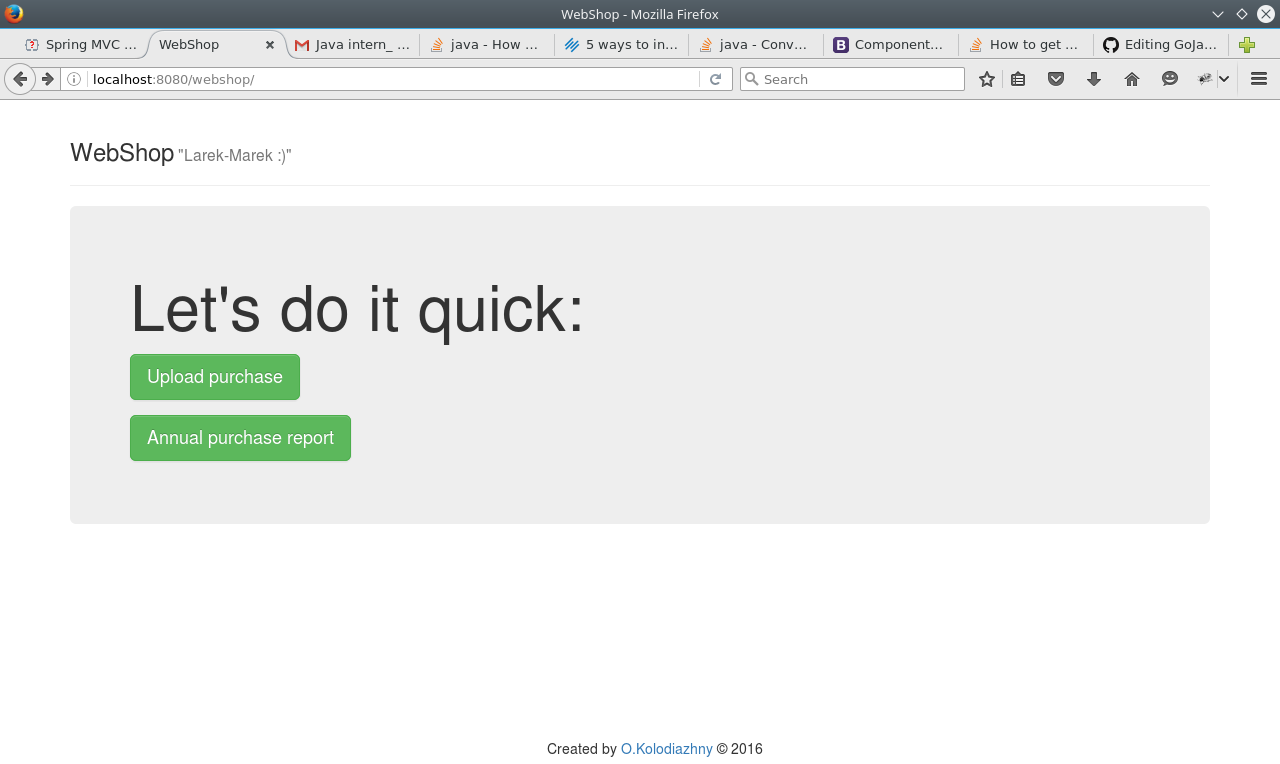 WebShop - Mozilla Firefox
Spring MVC ...
WebShop
Java intern_ ...
java - How ...
5 ways to in...
java - Conv...
Component...
How to get ...
Editing GoJa...
localhost:8080/webshop/
Search
WebShop "Larek-Marek :)"
Let's do it quick:
Upload purchase
Annual purchase report
Created by O.Kolodiazhny © 2016